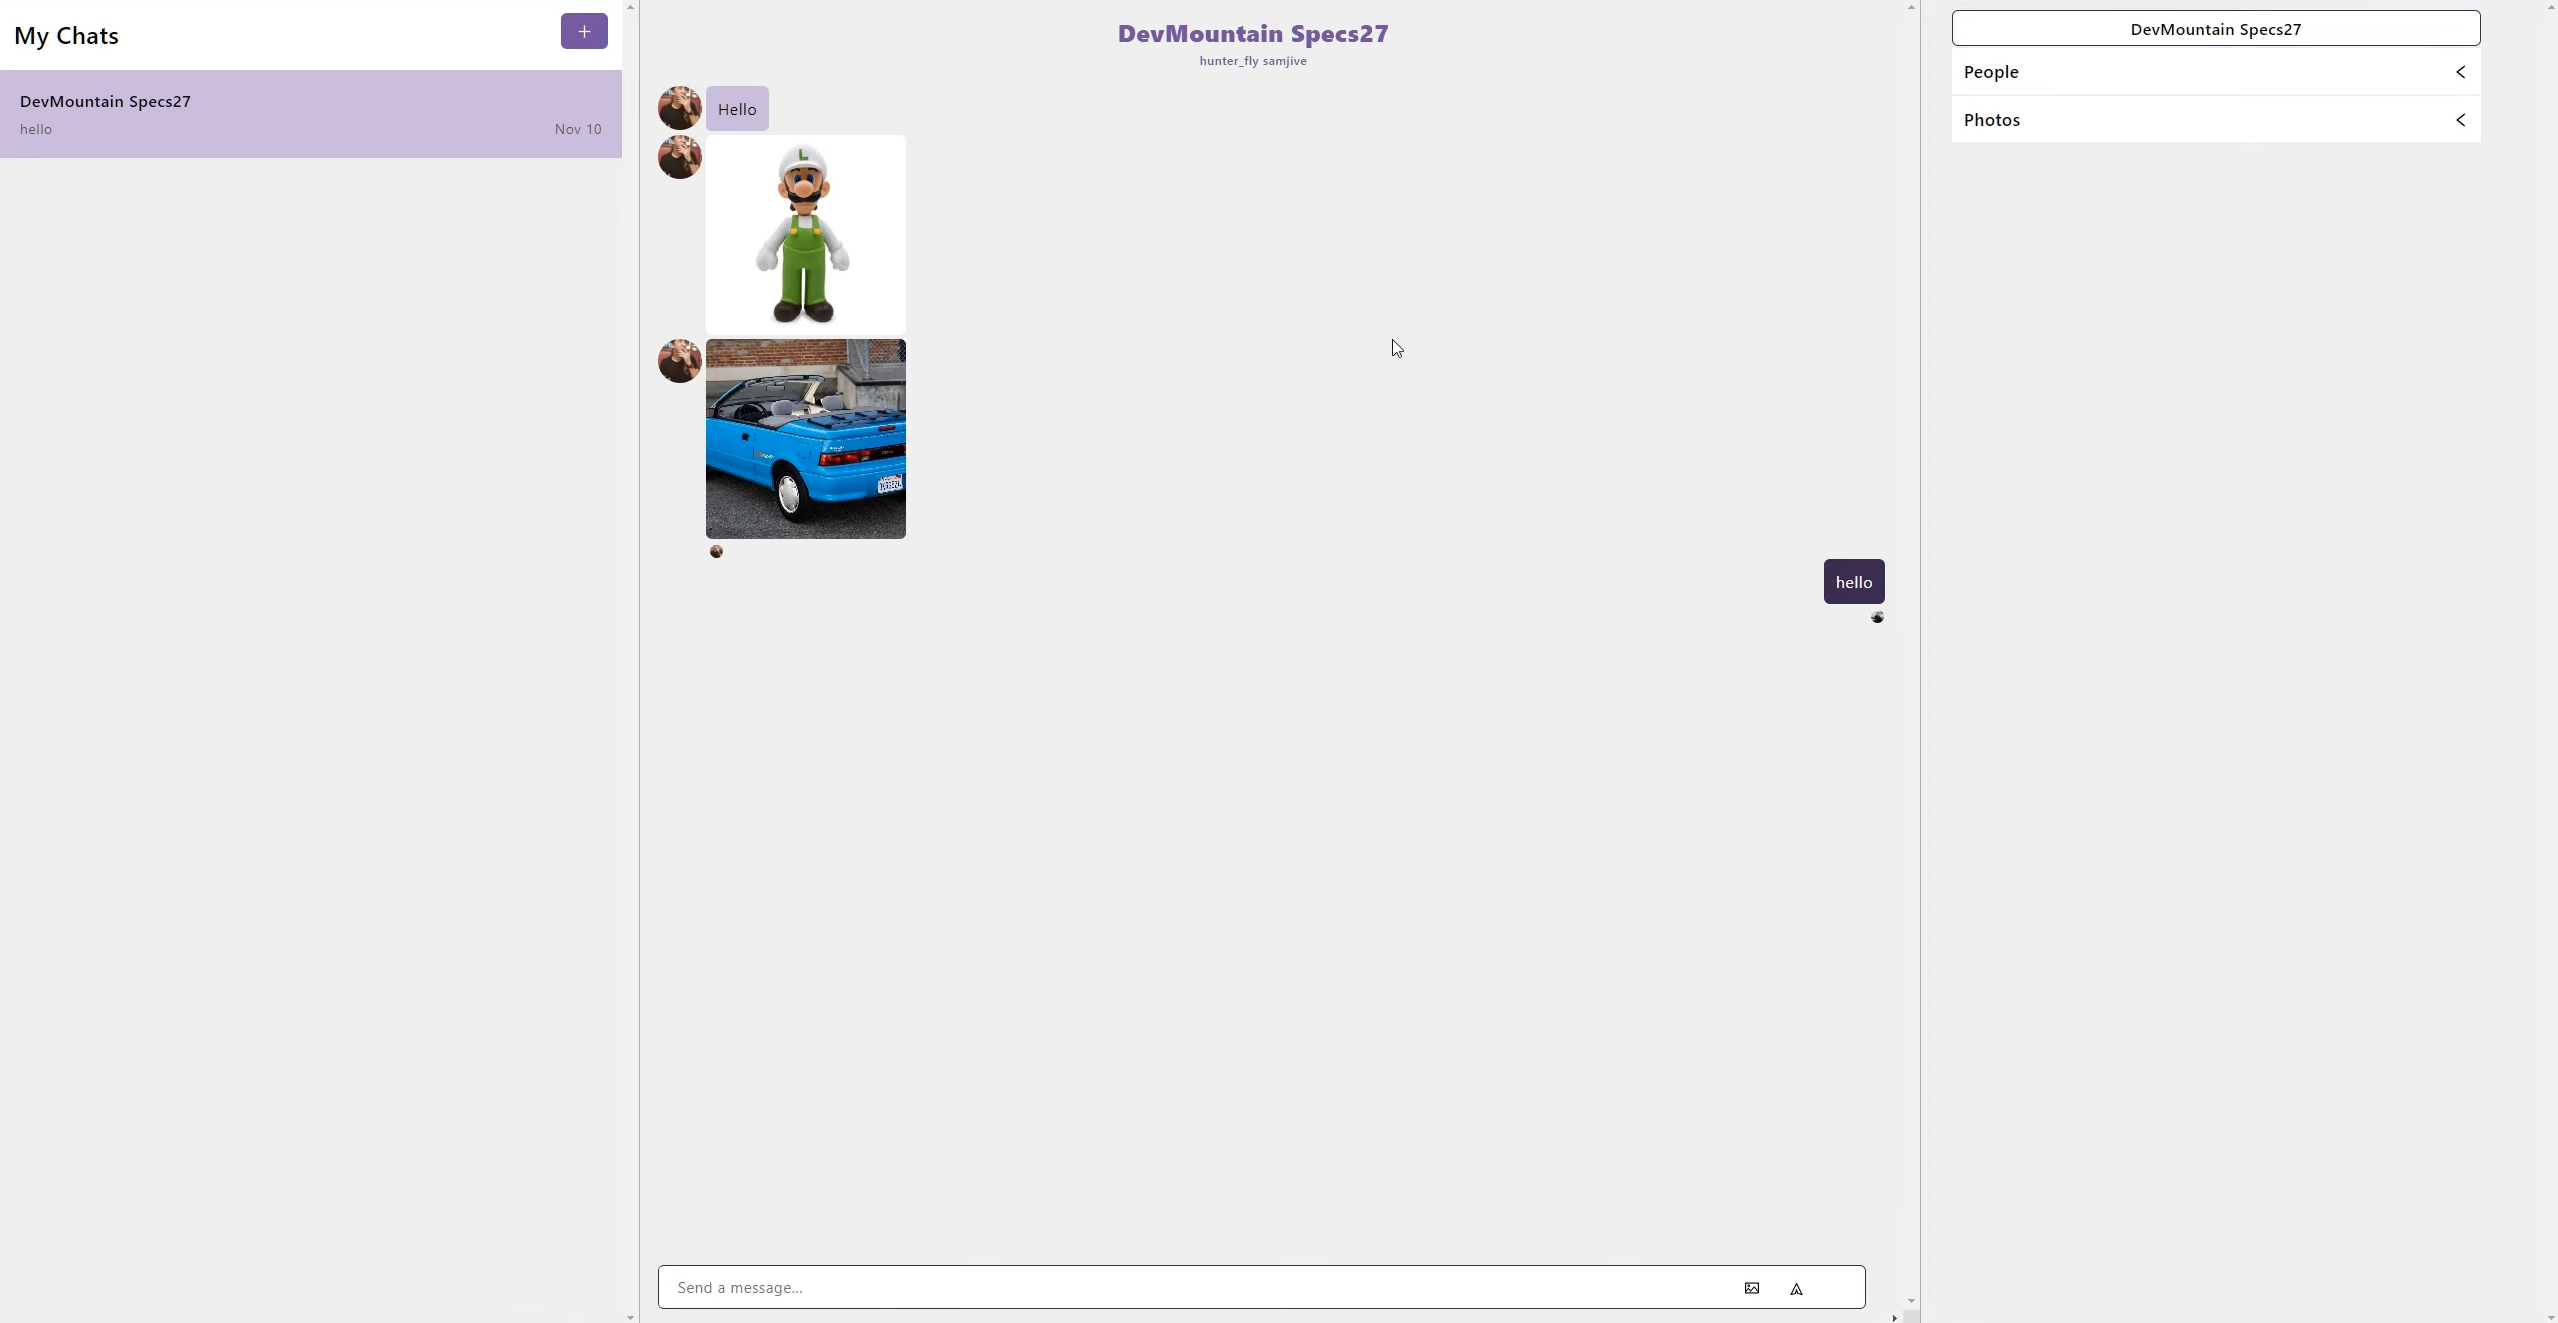 My Chats
+
DevMountain Specs27
hello
Nov 10
DevMountain Specs27
hunter_fly samjive
Hello
L
hello
Send a message...
DevMountain Specs27
People
Photos